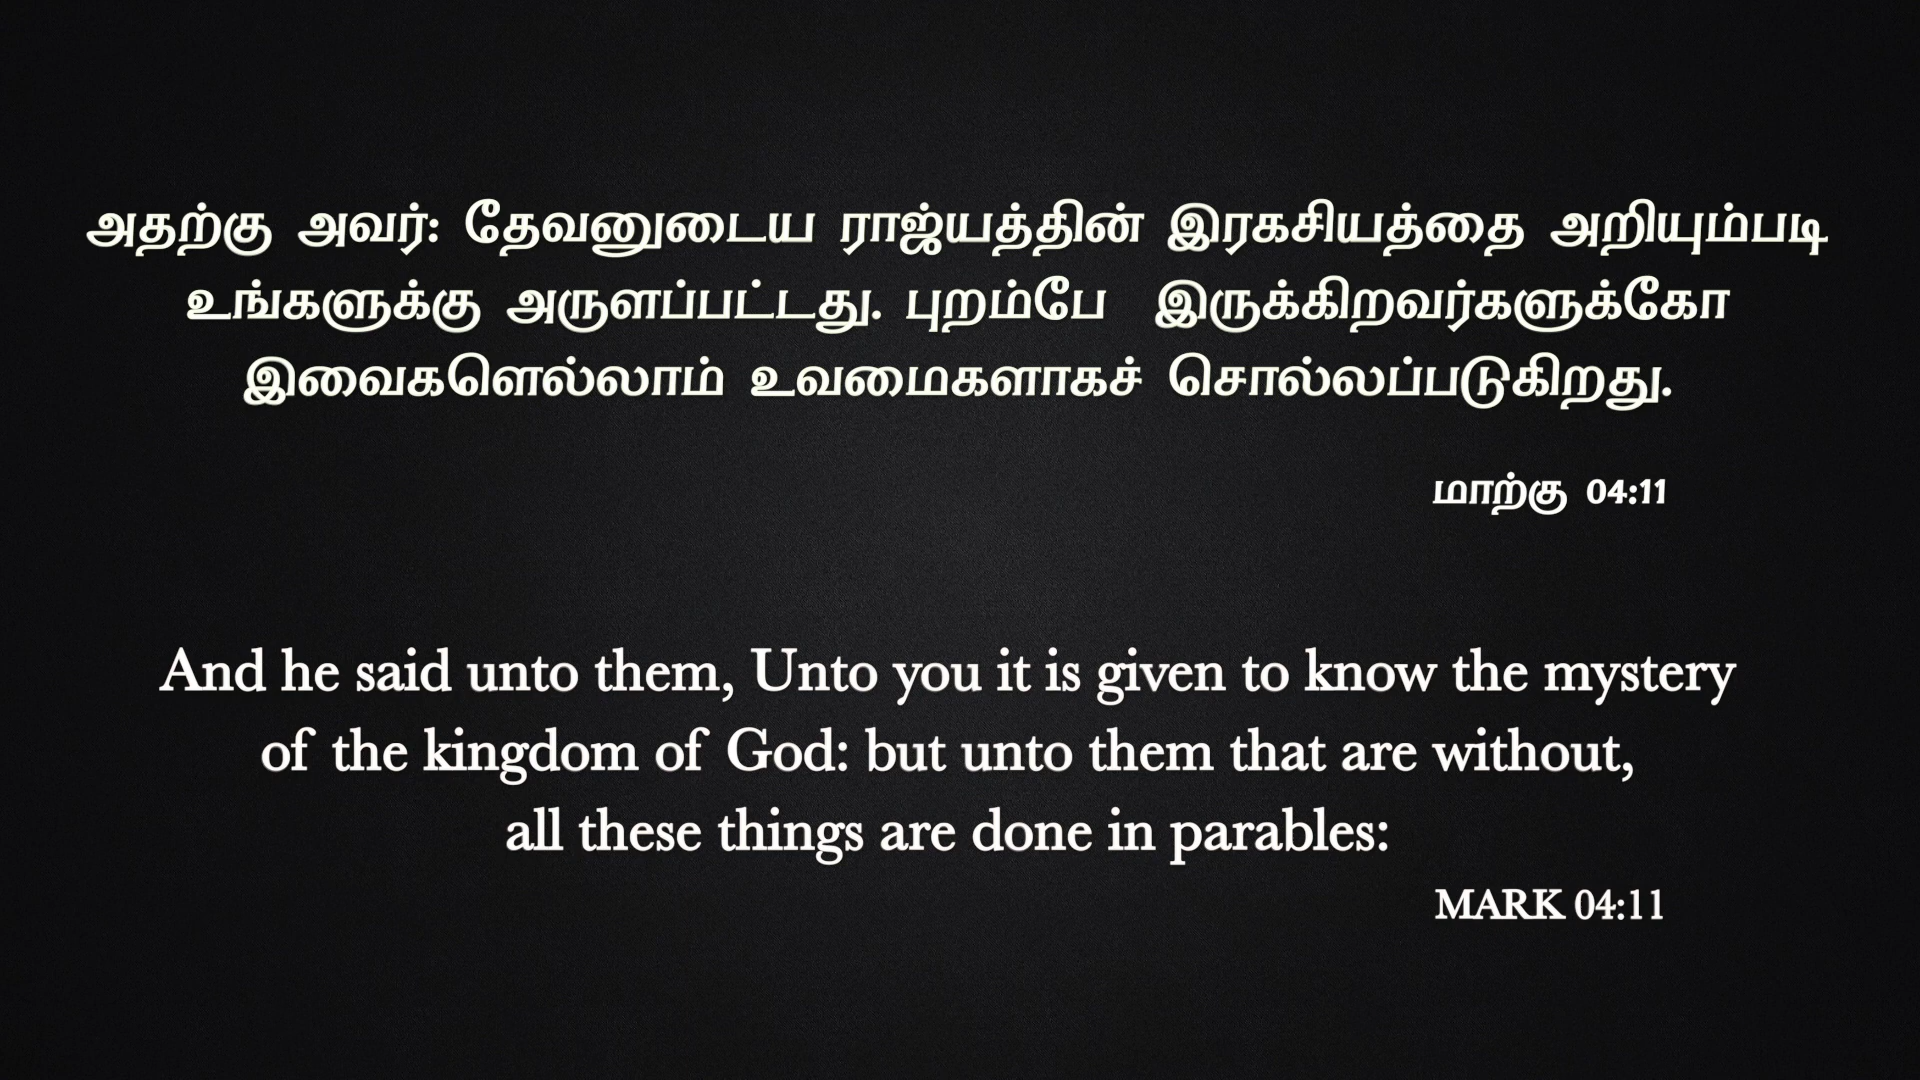 அதற்கு அவர்: தேவனுடைய ராஜ்யத்தின் இரகசியத்தை அறியும்படி
உங்களுக்கு அருளப்பட்டது. புறம்பே இருக்கிறவர்களுக்கோ
இவைகளெல்லாம் உவமைகளாகச் சொல்லப்படுகிறது.
மாற்கு 04:11
And he said unto them, Unto you it is given to know the mystery
of the kingdom of God: but unto them that are without,
all these things are done in parables:
MARK 04:11